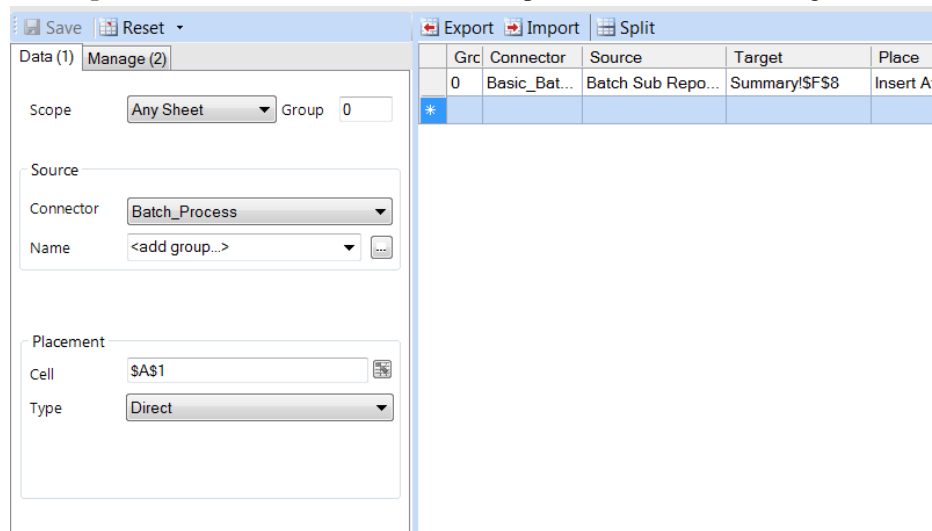 Save Reset
Export Import Split
Data (1) Manage (2)
Grc Connector Source Target Place
0 Basic_Bat... Batch Sub Repo... Summary!$F$8 Insert A
Scope Any Sheet Group 0
Source
Connector Batch_Process
Name <add group...> ...
Placement
Cell $A$1
Type Direct